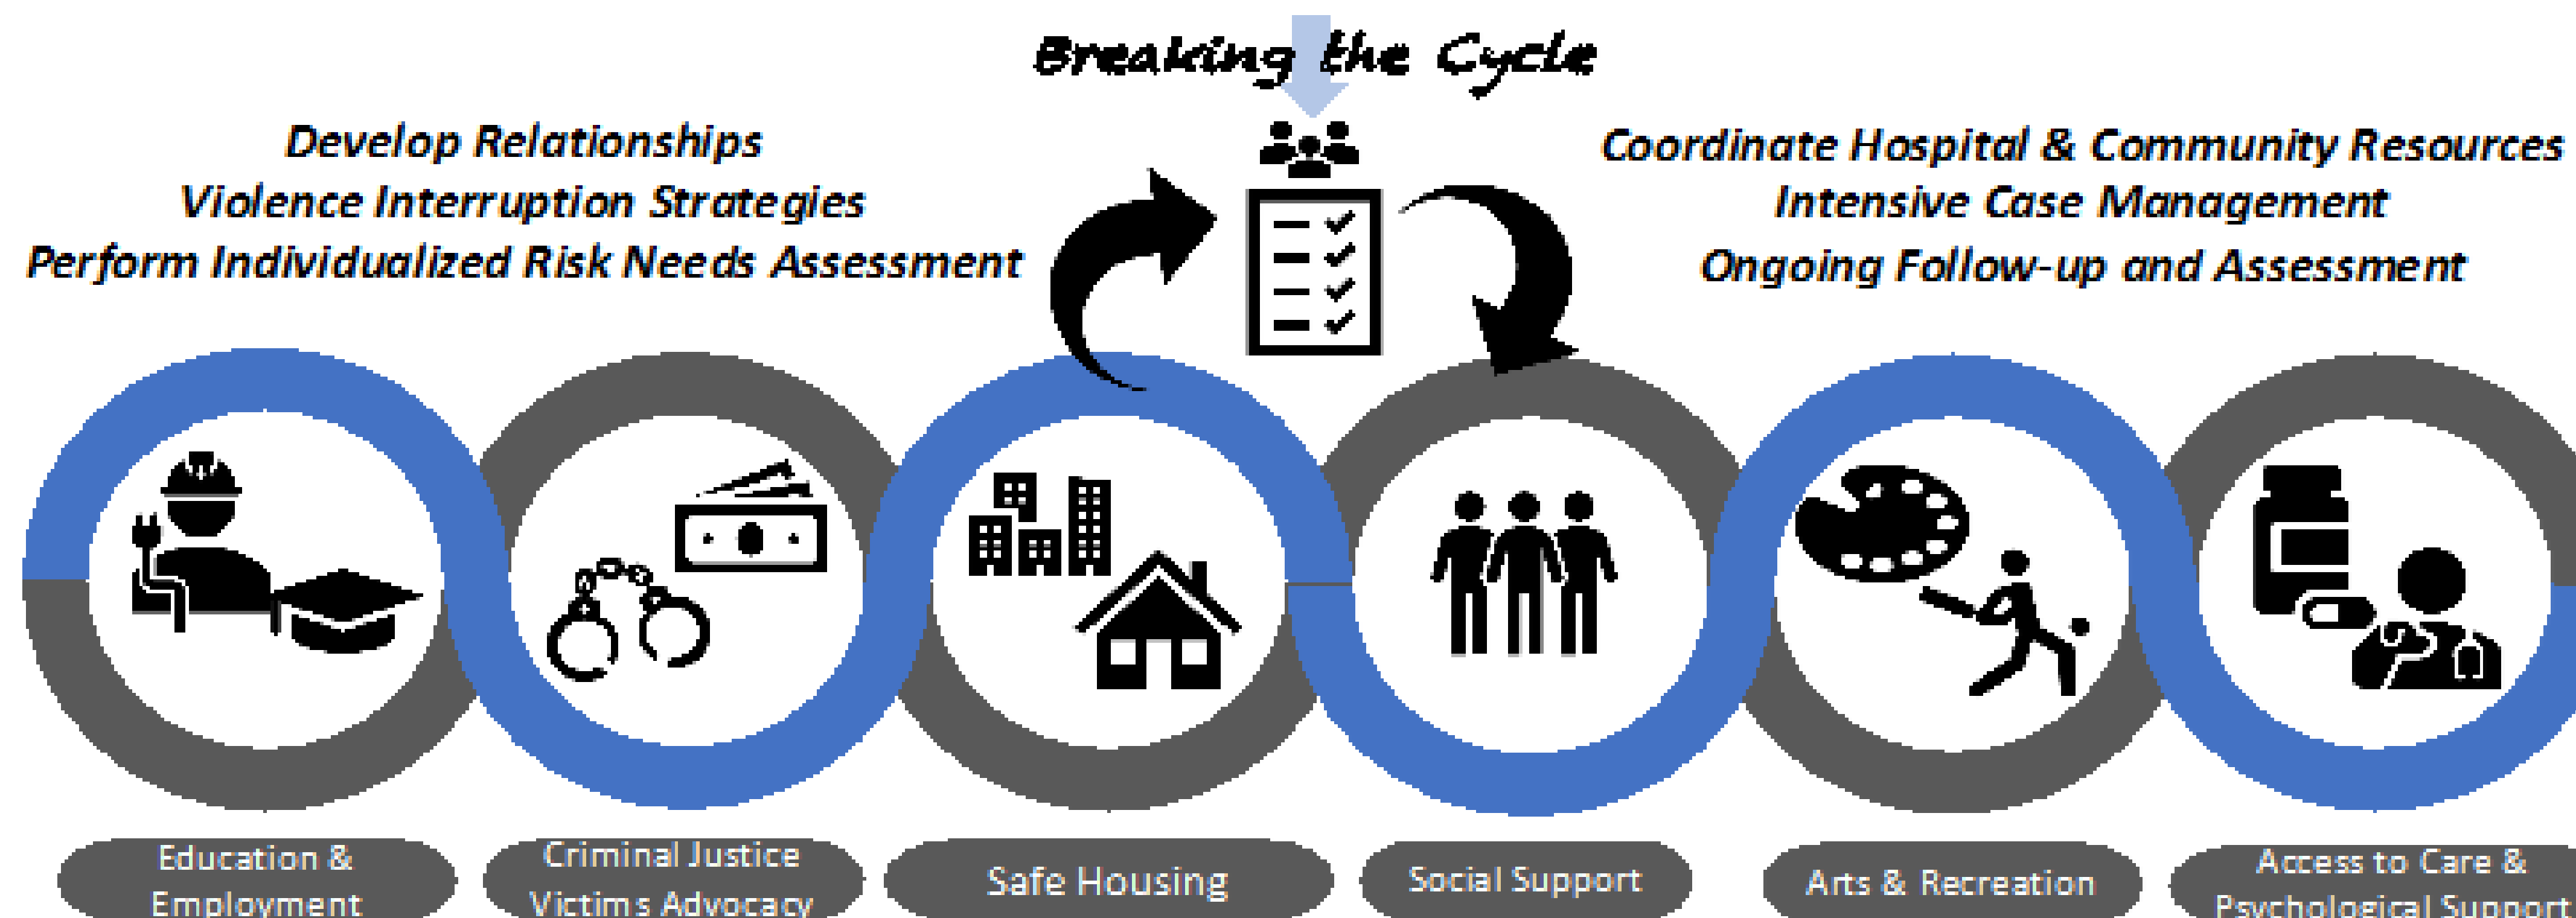 Breaking the Cycle
Develop Relationships
Violence Interruption Strategies
Perform Individualized Risk Needs Assessment
Coordinate Hospital & Community Resources
Intensive Case Management
Ongoing Follow-up and Assessment
Education &
Employment
Criminal Justice
Victims Advocacy
Safe Housing
Social Support
Arts & Recreation
Access to Care &
Psychological Support